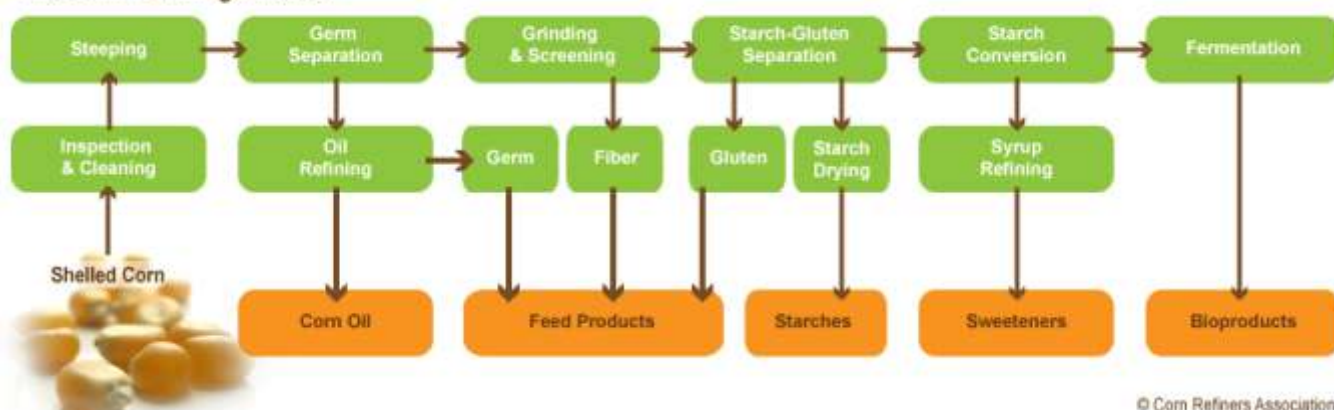 Steeping
Germ
Separation
Grinding
& Screening
Starch-Gluten
Separation
Starch
Conversion
Fermentation
Inspection
& Cleaning
Oil
Refining
Germ
Fiber
Gluten
Starch
Drying
Syrup
Refining
Shelled Corn
Corn Oil
Feed Products
Starches
Sweeteners
Bioproducts
© Corn Refiners Association